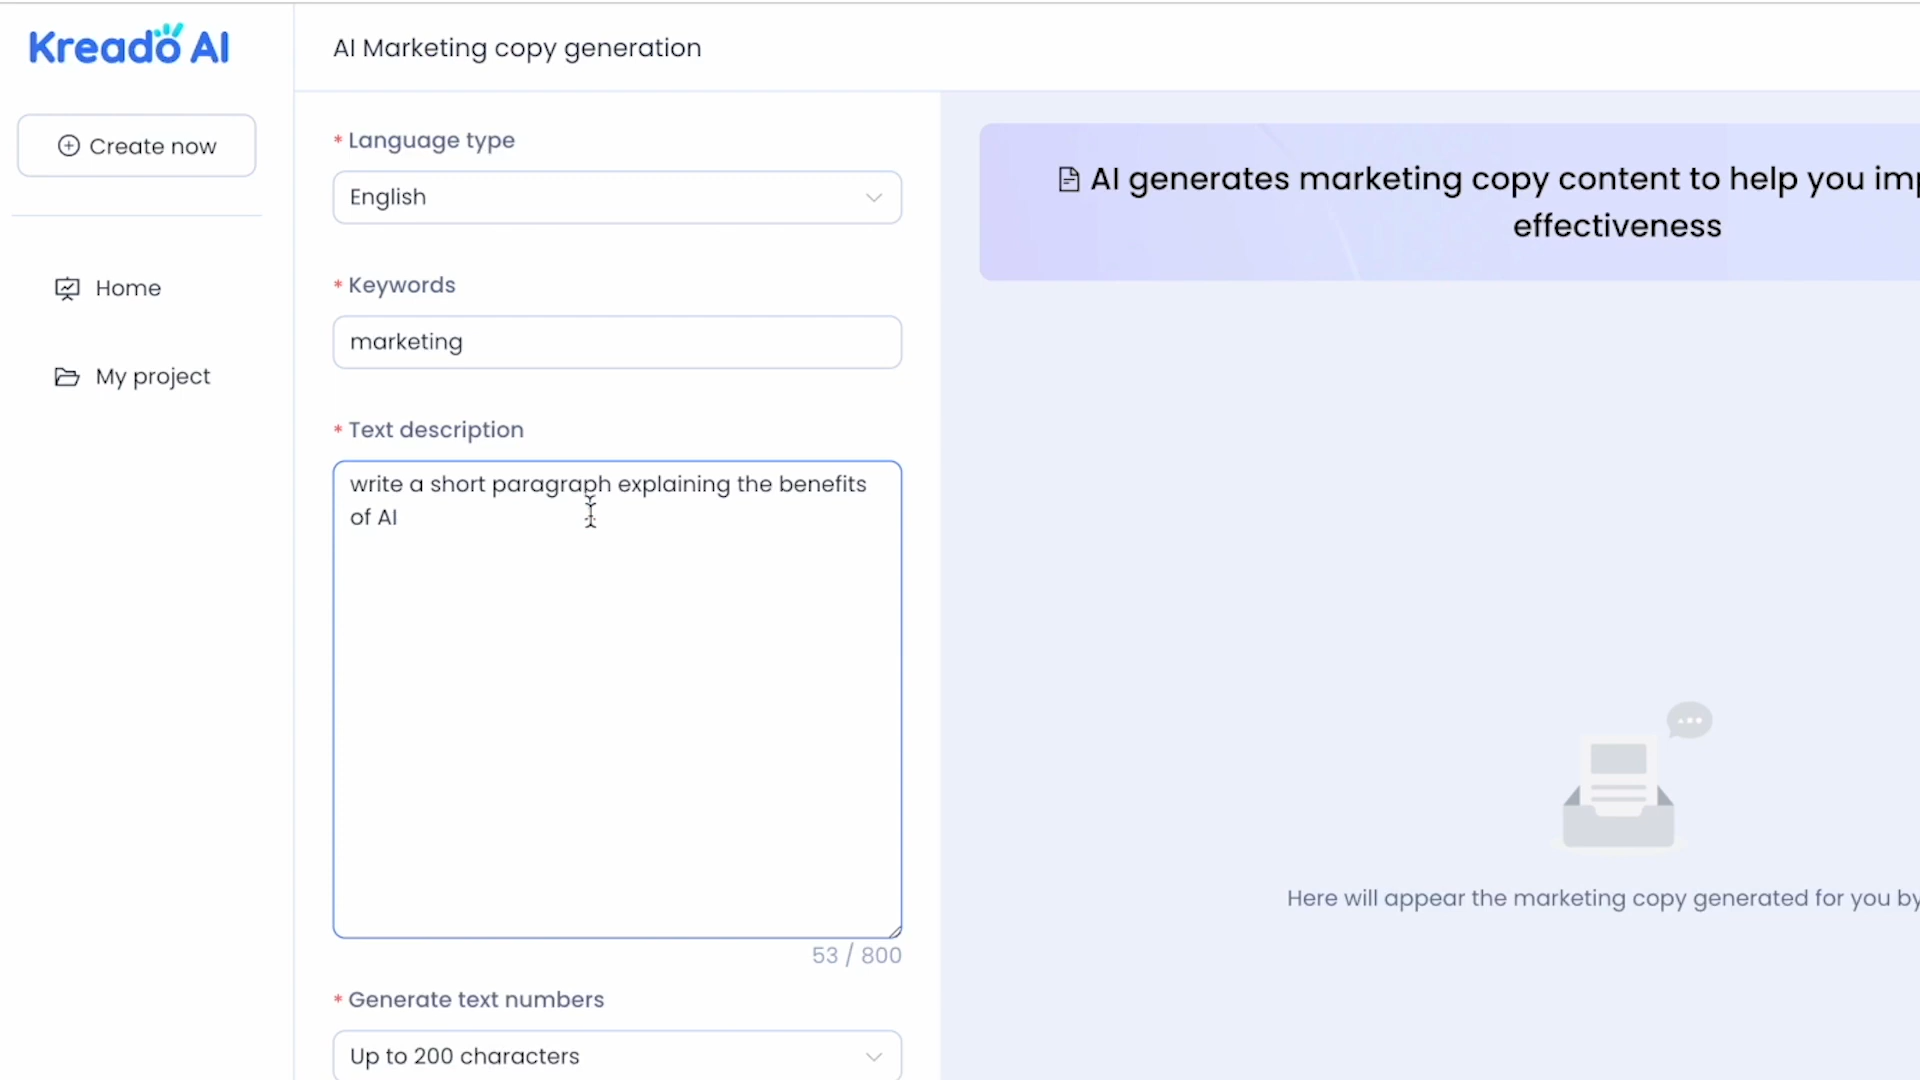 Kreado AI
AI Marketing copy generation
Create now
Home
My project
* Language type
English
* Keywords
marketing
* Text description
write a short paragraph explaining the benefits
of AI
53 / 800
* Generate text numbers
Up to 200 characters
AI generates marketing copy content to help you
effectiveness
Here will appear the marketing copy generated for you by